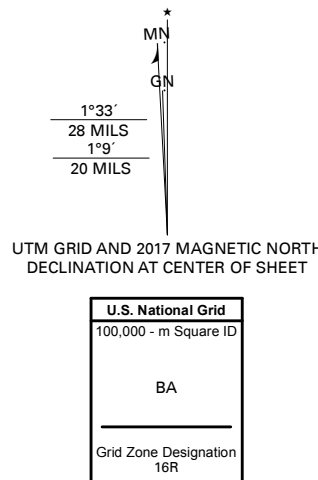 ★
MN
GN
1°33´
28 MILS
1°9´
20 MILS
UTM GRID AND 2017 MAGNETIC NORTH
DECLINATION AT CENTER OF SHEET
U.S. National Grid
100,000 - m Square ID
BA
Grid Zone Designation
16R